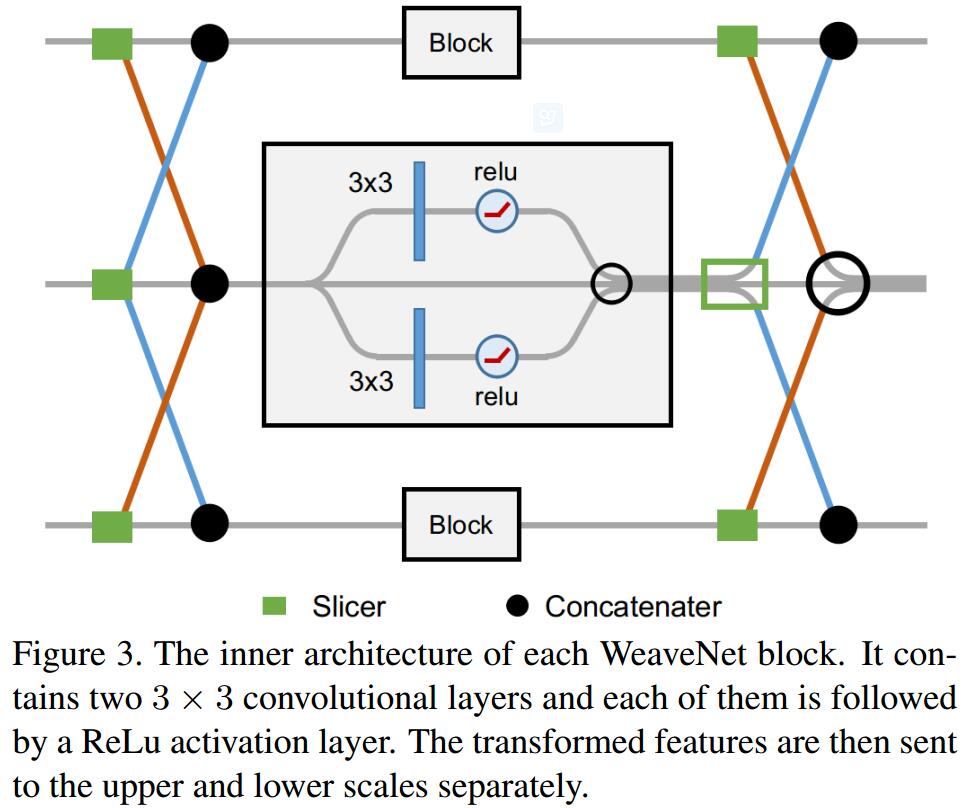 Block
3x3
relu
3x3
relu
Block
Slicer
Concatenater
Figure 3. The inner architecture of each WeaveNet block. It con-
tains two 3 × 3 convolutional layers and each of them is followed
by a ReLu activation layer. The transformed features are then sent
to the upper and lower scales separately.